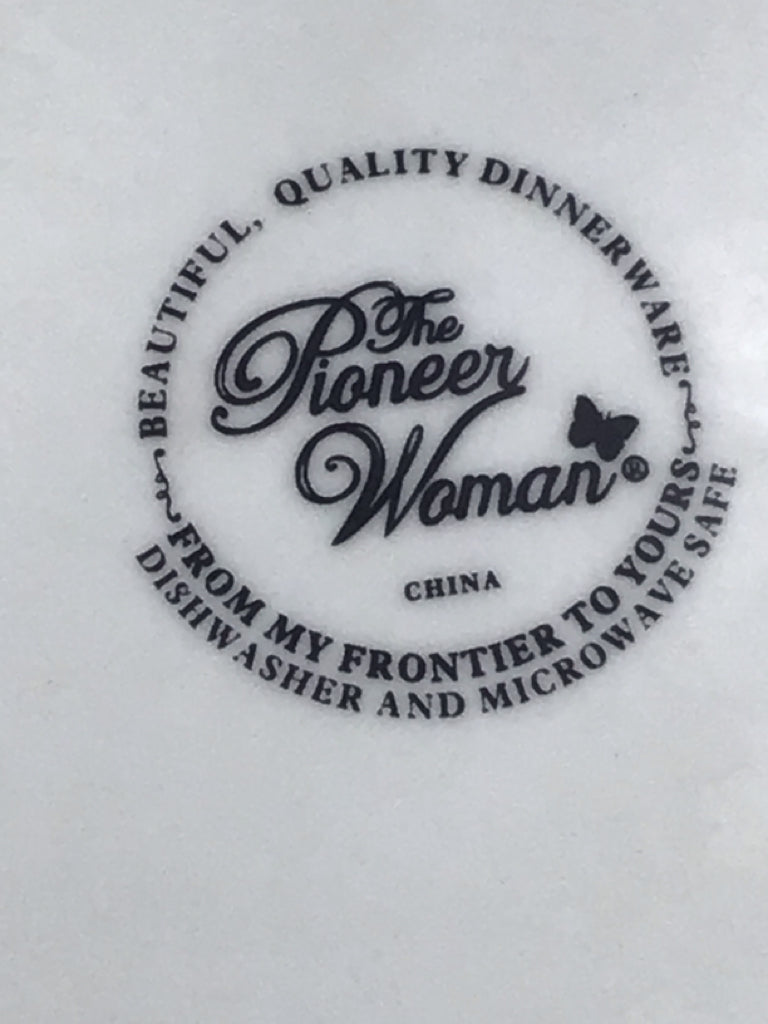 BEAUTIFUL, QUALITY DINNERWARE
The
Pioneer
Woman®
CHINA
FROM MY FRONTIER TO YOURS
DISHWASHER AND MICROWAVE SAFE